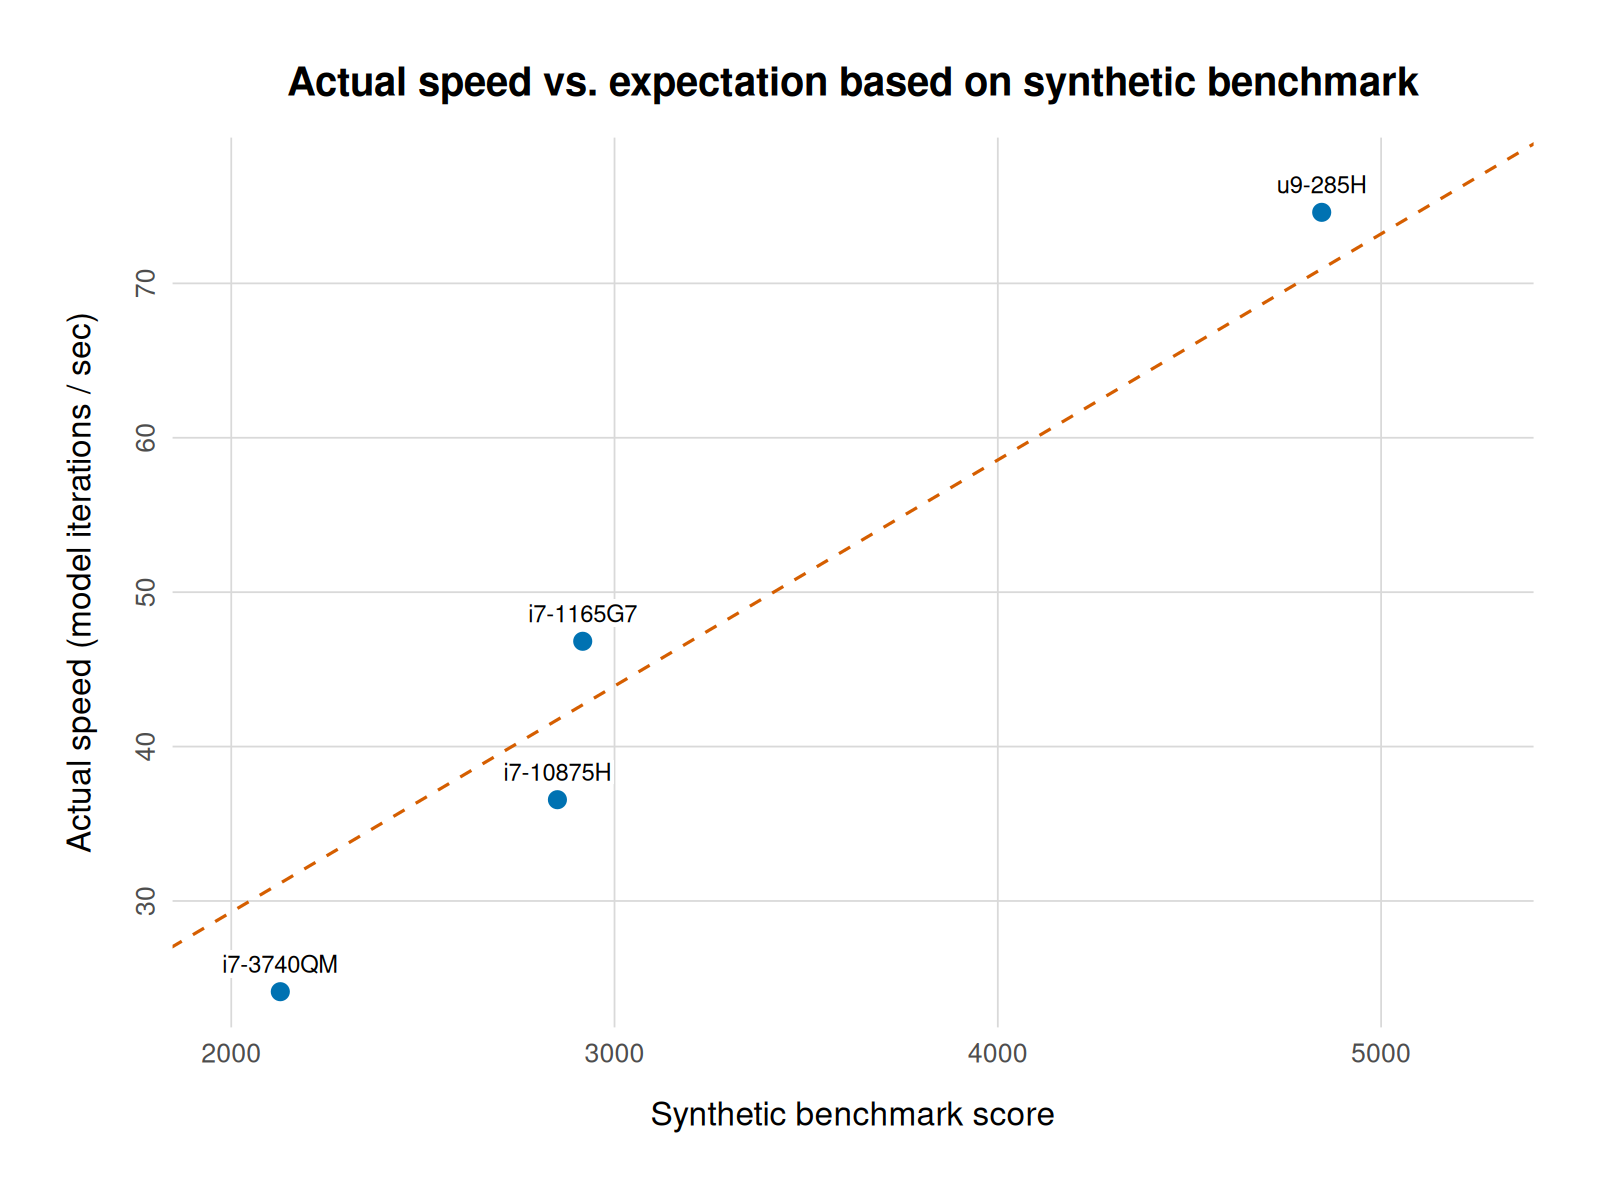 Actual speed vs. expectation based on synthetic benchmark
u9-285H
70
60
50
40
30
i7-1165G7
i7-10875H
i7-3740QM
Actual speed (model iterations / sec)
2000 3000 4000 5000
Synthetic benchmark score